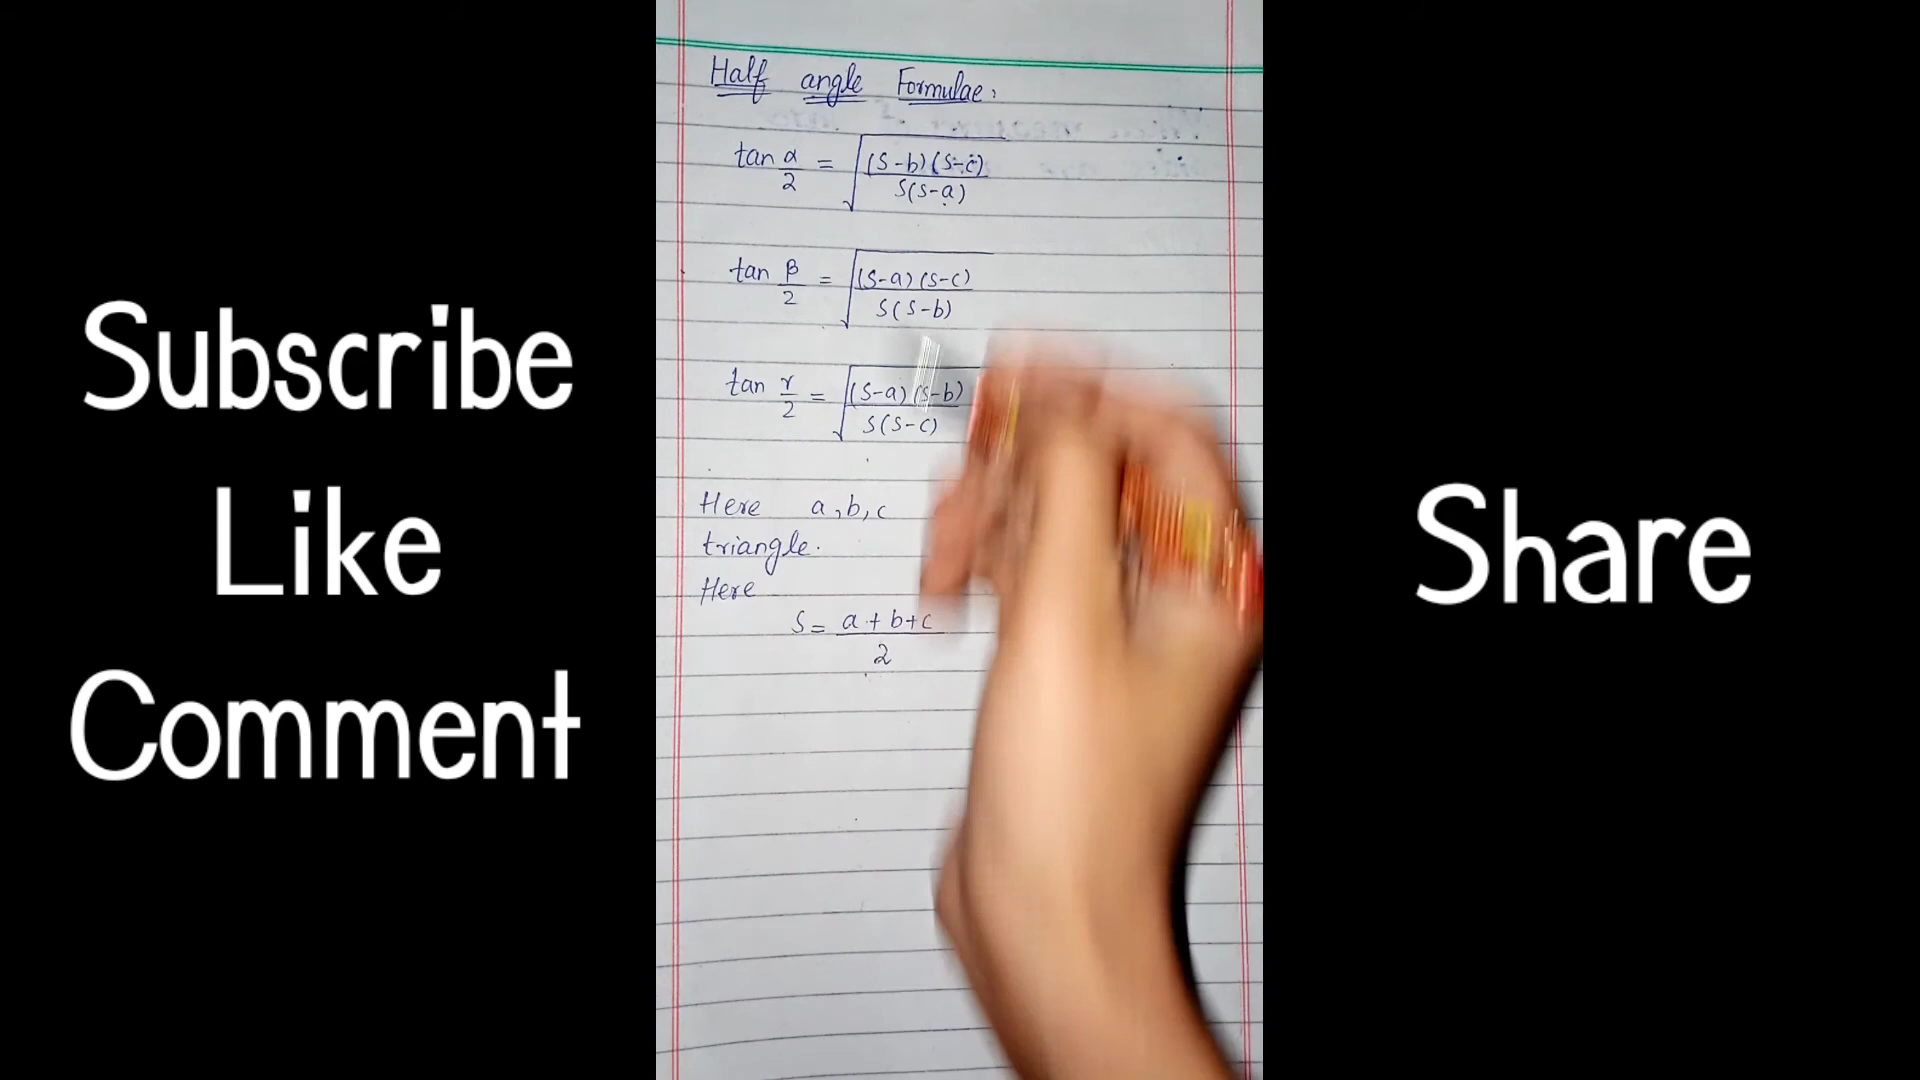 Subscribe
Like
Comment
Half angle Formulae:
tan α/2 = √((S-b)(S-c)/S(S-a))
tan β/2 = √((S-a)(S-c)/S(S-b))
tan γ/2 = √((S-a)(S-b)/S(S-c))
Here a, b, c
triangle.
Here
S = a+b+c/2
Share